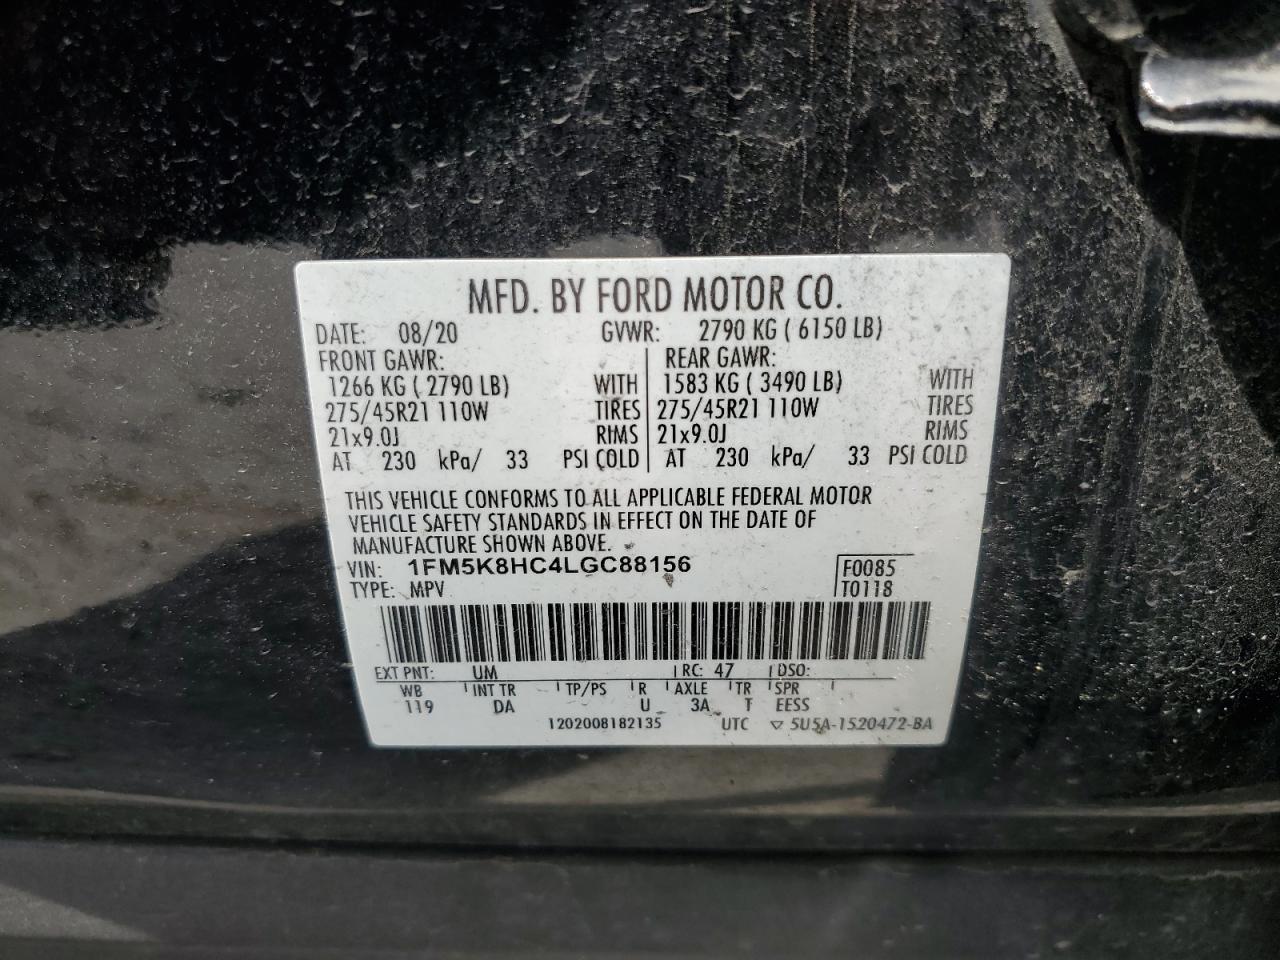 MFD. BY FORD MOTOR CO.
DATE: 08/20 GVWR: 2790 KG ( 6150 LB)
FRONT GAWR: REAR GAWR:
1266 KG ( 2790 LB) WITH 1583 KG ( 3490 LB) WITH
275/45R21 110W TIRES 275/45R21 110W TIRES
21x9.0J RIMS 21x9.0J RIMS
AT 230 kPa/ 33 PSI COLD AT 230 kPa/ 33 PSI COLD
THIS VEHICLE CONFORMS TO ALL APPLICABLE FEDERAL MOTOR
VEHICLE SAFETY STANDARDS IN EFFECT ON THE DATE OF
MANUFACTURE SHOWN ABOVE.
VIN: 1FM5K8HC4LGC88156 F0085
TYPE: MPV T0118
EXT PNT: UM RC: 47 DSO:
WB INT TR TP/PS R AXLE TR SPR
119 DA U 3A T EESS
1202008182135 UTC ▽ 5U5A-1520472-BA